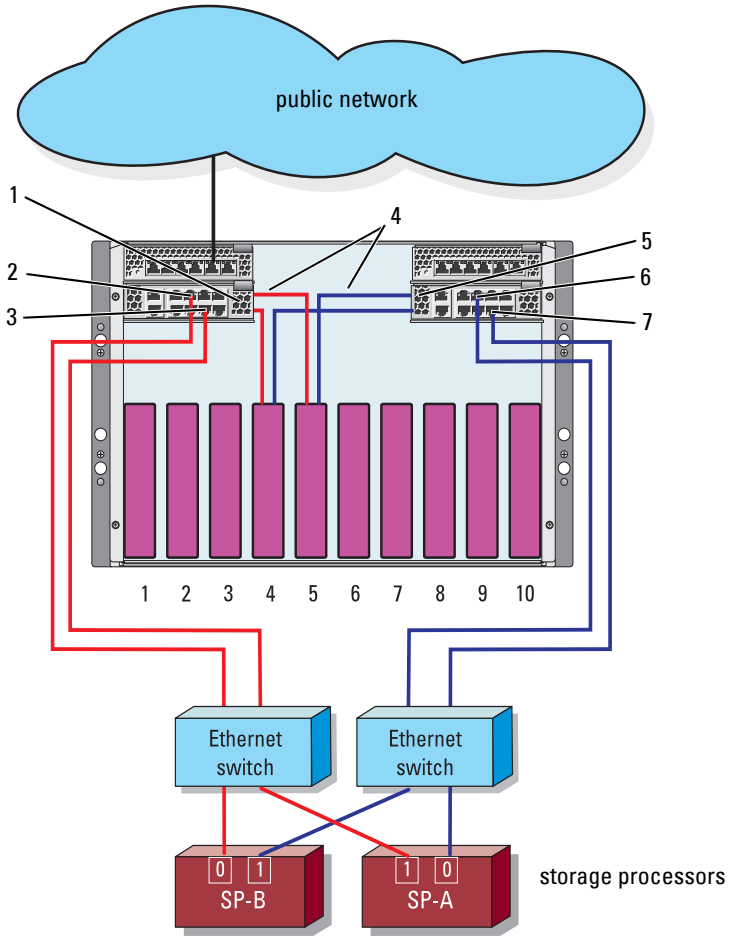 public network
1
4
2
3
5
6
7
1 2 3 4 5 6 7 8 9 10
Ethernet
switch
Ethernet
switch
0 1
SP-B
1 0
SP-A
storage processors